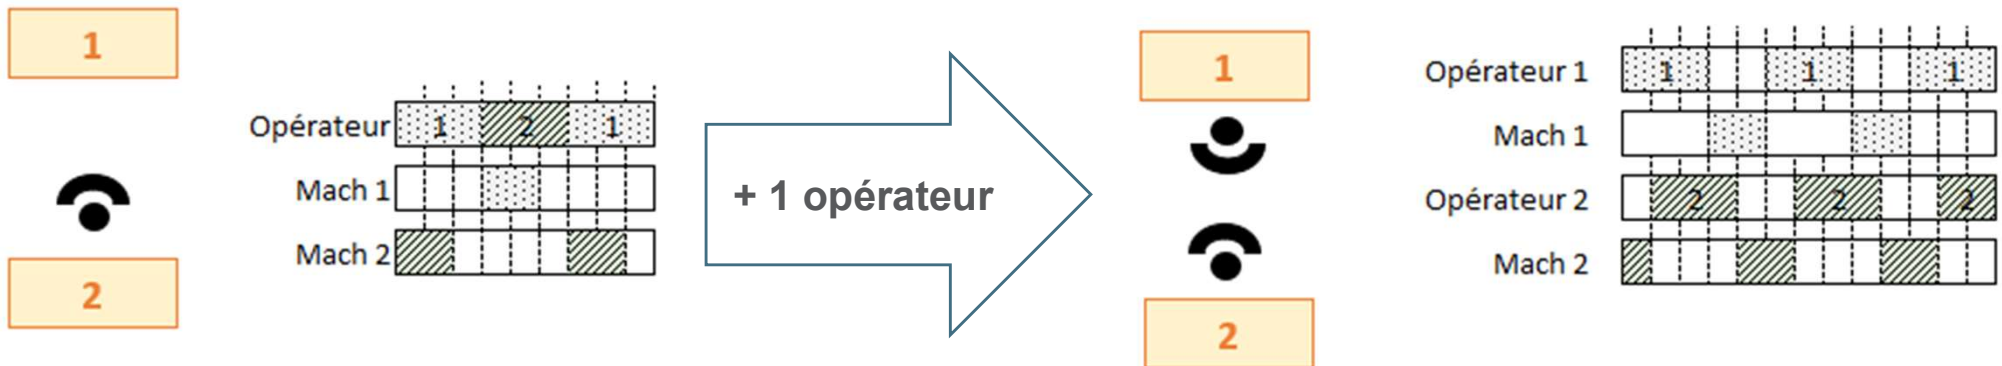 1
2
Opérateur 1 2 1
Mach 1
Mach 2
+ 1 opérateur
1
2
Opérateur 1 1 1 1
Mach 1
Opérateur 2 2 2 2
Mach 2